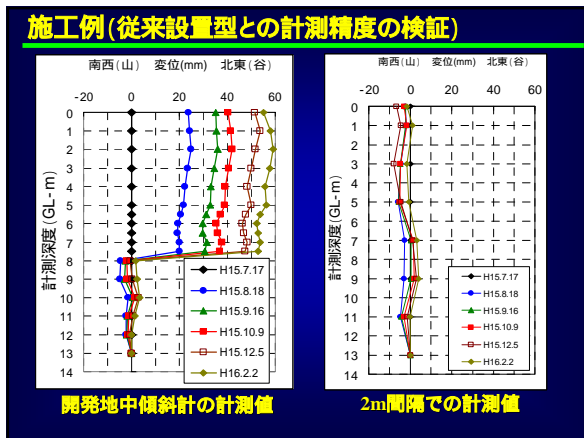 施工例(従来設置型との計測精度の検証)
南西(山) 変位(mm) 北東(谷)
-20 0 20 40 60
0
1
2
3
4
5
6
7
8
9
10
11
12
13
14
計測深度(GL-m)
H15.7.17
H15.8.18
H15.9.16
H15.10.9
H15.12.5
H16.2.2
開発地中傾斜計の計測値
南西(山) 変位(mm) 北東(谷)
-20 0 20 40 60
0
1
2
3
4
5
6
7
8
9
10
11
12
13
14
計測深度(GL-m)
H15.7.17
H15.8.18
H15.9.16
H15.10.9
H15.12.5
H16.2.2
2m間隔での計測値